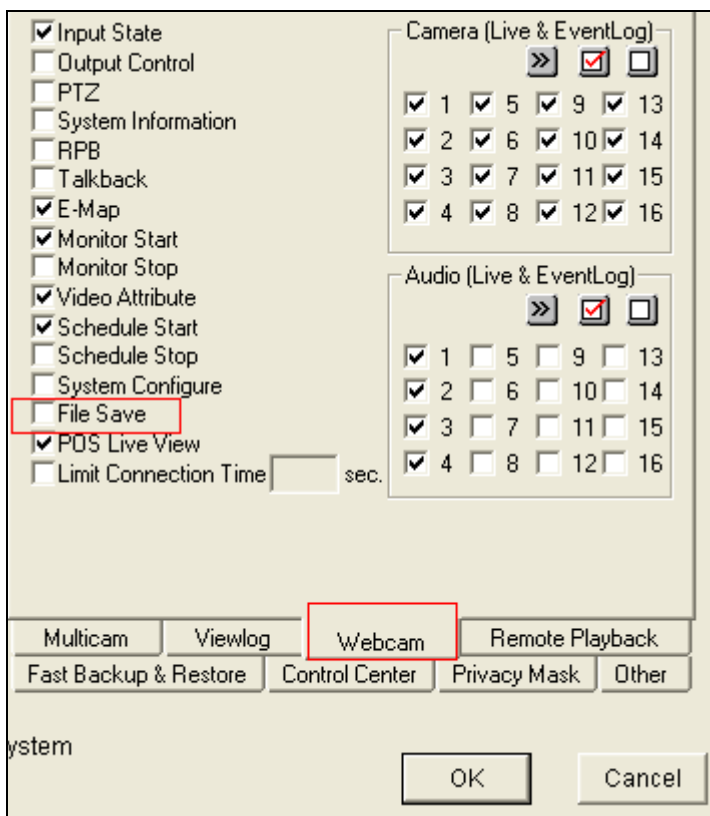 Input State
Output Control
PTZ
System Information
RPB
Talkback
E-Map
Monitor Start
Monitor Stop
Video Attribute
Schedule Start
Schedule Stop
System Configure
File Save
POS Live View
Limit Connection Time sec.
Camera (Live & EventLog)
>>
1 5 9 13
2 6 10 14
3 7 11 15
4 8 12 16
Audio (Live & EventLog)
>>
1 5 9 13
2 6 10 14
3 7 11 15
4 8 12 16
Multicam Viewlog Webcam Remote Playback
Fast Backup & Restore Control Center Privacy Mask Other
ystem
OK Cancel